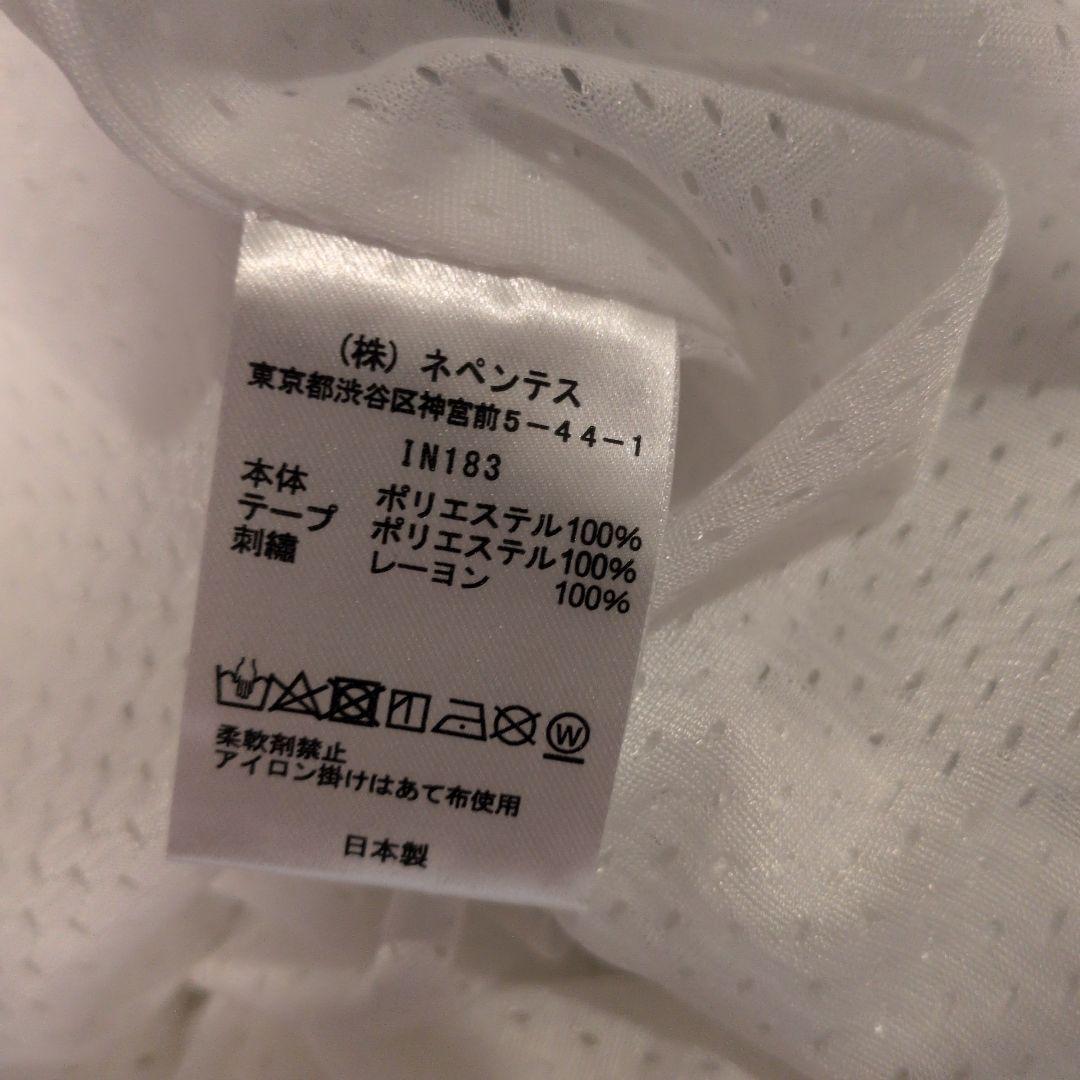 (株) ネペンテス
東京都渋谷区神宮前5-44-1
IN183
本体 ポリエステル100%
テープ ポリエステル100%
刺繡 レーヨン 100%
W
柔軟剤禁止
アイロン掛けはあて布使用
日本製